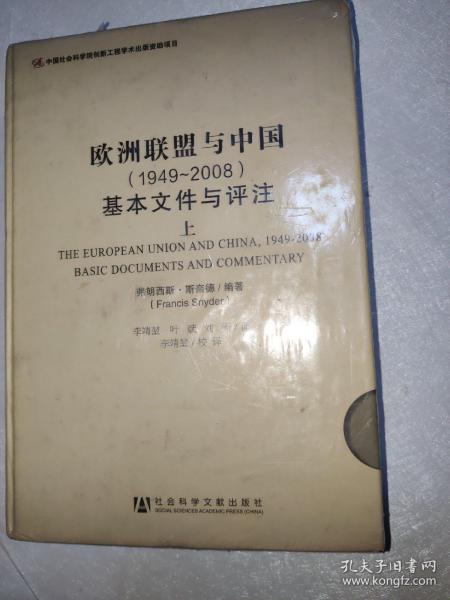 中国社会科学院创新工程学术出版资助项目
欧洲联盟与中国
(1949~2008)
基本文件与评注
上
THE EUROPEAN UNION AND CHINA, 1949-2008
BASIC DOCUMENTS AND COMMENTARY
弗朗西斯·斯奈德/编著
(Francis Snyder)
李靖堃 叶
李靖堃/校译
社会科学文献出版社
SOCIAL SCIENCES ACADEMIC PRESS (CHINA)
孔夫子旧书网
www.kongfz.com